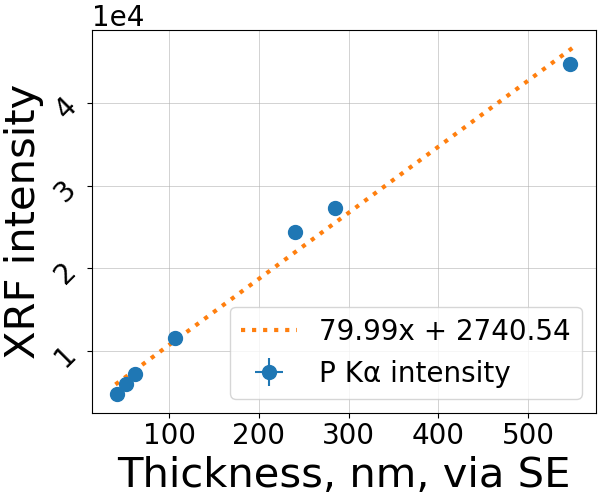 1e4
XRF intensity
4
3
2
1
79.99x + 2740.54
P Kα intensity
100 200 300 400 500
Thickness, nm, via SE